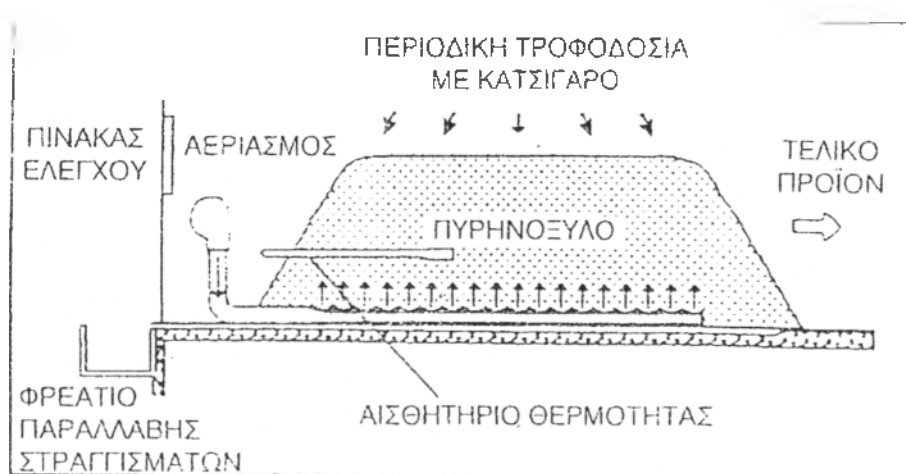 ΠΕΡΙΟΔΙΚΗ ΤΡΟΦΟΔΟΣΙΑ
ΜΕ ΚΑΤΣΙΓΑΡΟ
ΠΙΝΑΚΑΣ
ΕΛΕΓΧΟΥ
ΑΕΡΙΑΣΜΟΣ
ΤΕΛΙΚΟ
ΠΡΟΪΟΝ
ΠΥΡΗΝΟΞΥΛΟ
ΦΡΕΑΤΙΟ
ΠΑΡΑΛΛΑΒΗΣ
ΣΤΡΑΓΓΙΣΜΑΤΩΝ
ΑΙΣΘΗΤΗΡΙΟ ΘΕΡΜΟΤΗΤΑΣ